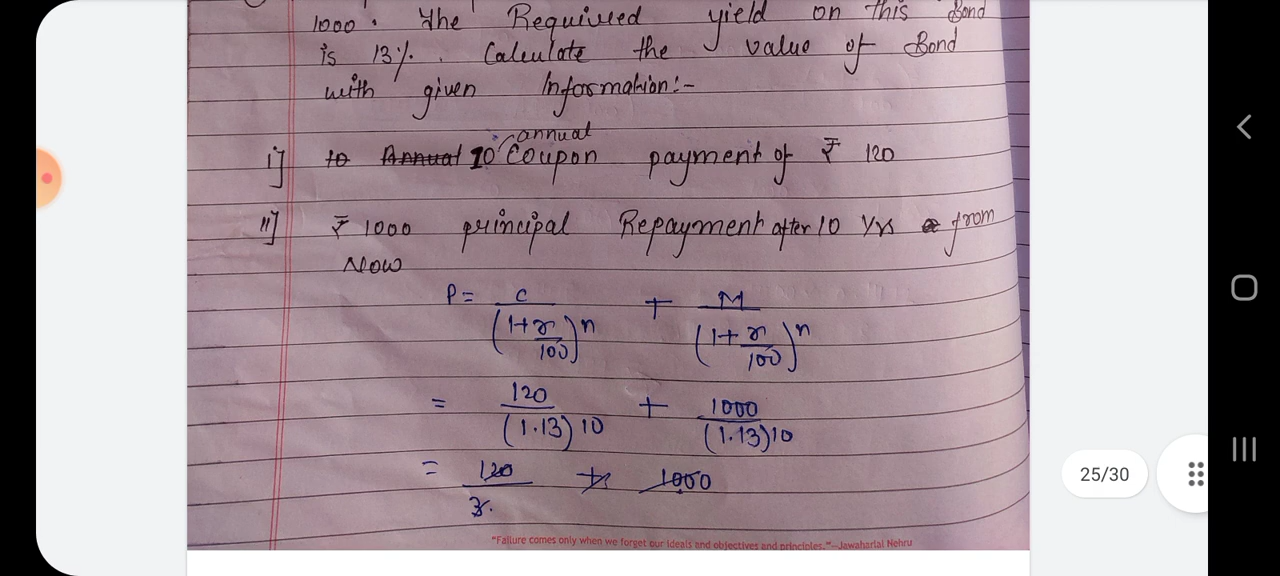 1000. The Required yield on this Bond
is 13%. Calculate the value of Bond
with given Information:-
annual
i] to Annual 10 Coupon payment of ₹ 120
ii] ₹ 1000 principal Repayment after 10 Yrs from
Now
P = C/(1+r/100)^n + M/(1+r/100)^n
= 120/(1.13)10 + 1000/(1.13)10
= 120/3. + 1000
25/30
"Failure comes only when we forget our ideals and objectives and principles."--Jawaharlal Nehru